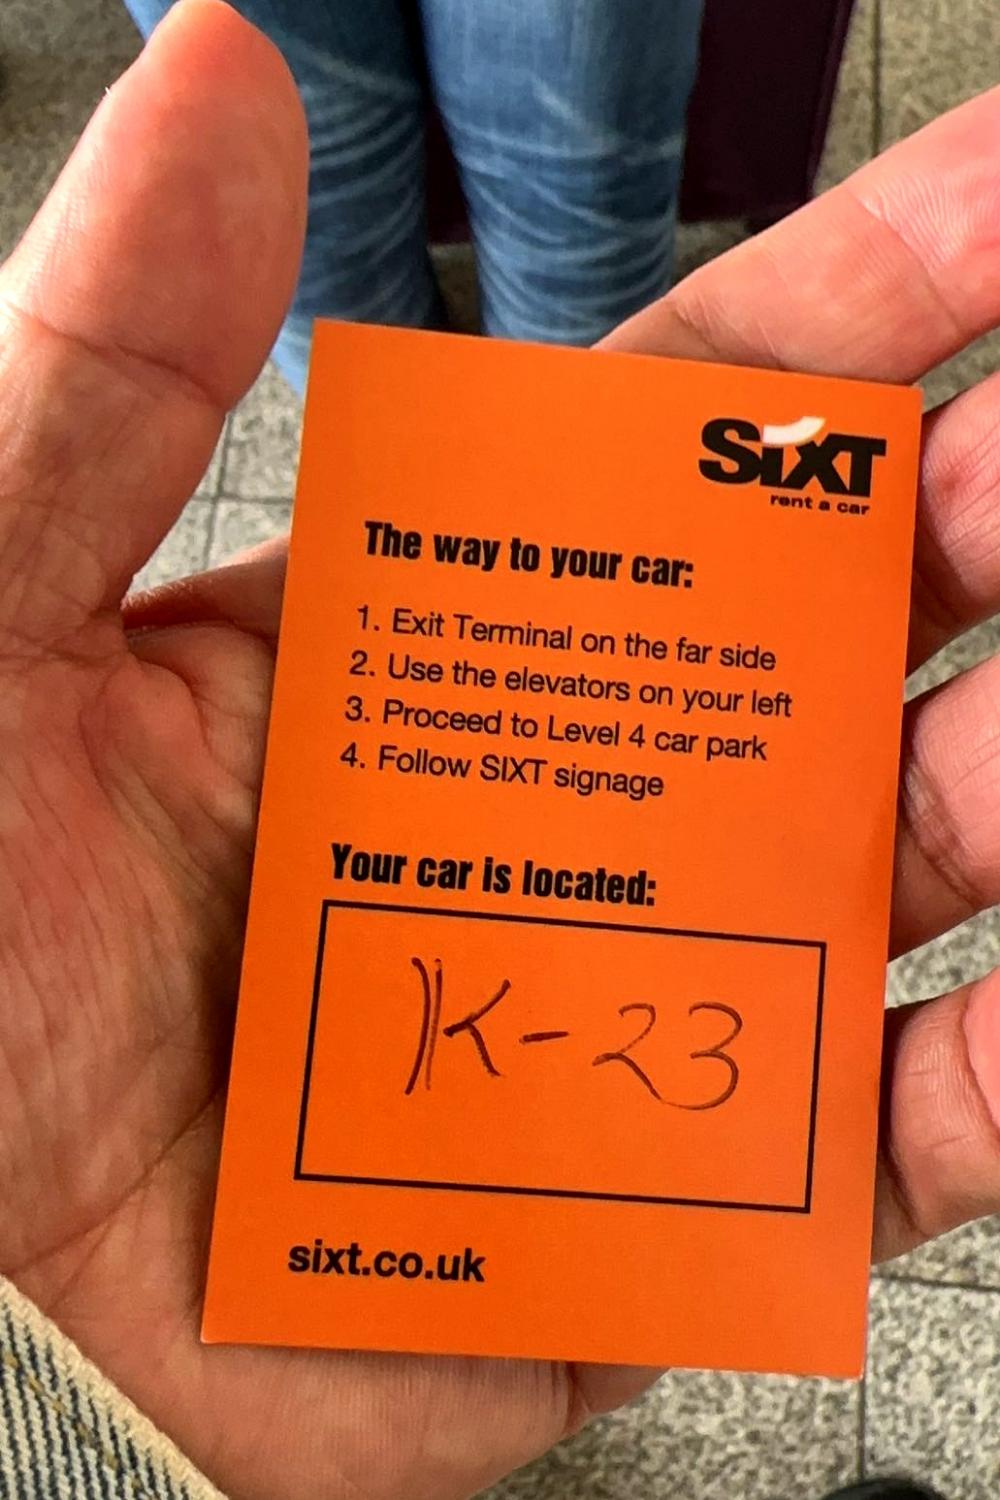 SiXT
rent a car
The way to your car:
1. Exit Terminal on the far side
2. Use the elevators on your left
3. Proceed to Level 4 car park
4. Follow SIXT signage
Your car is located:
K-23
sixt.co.uk